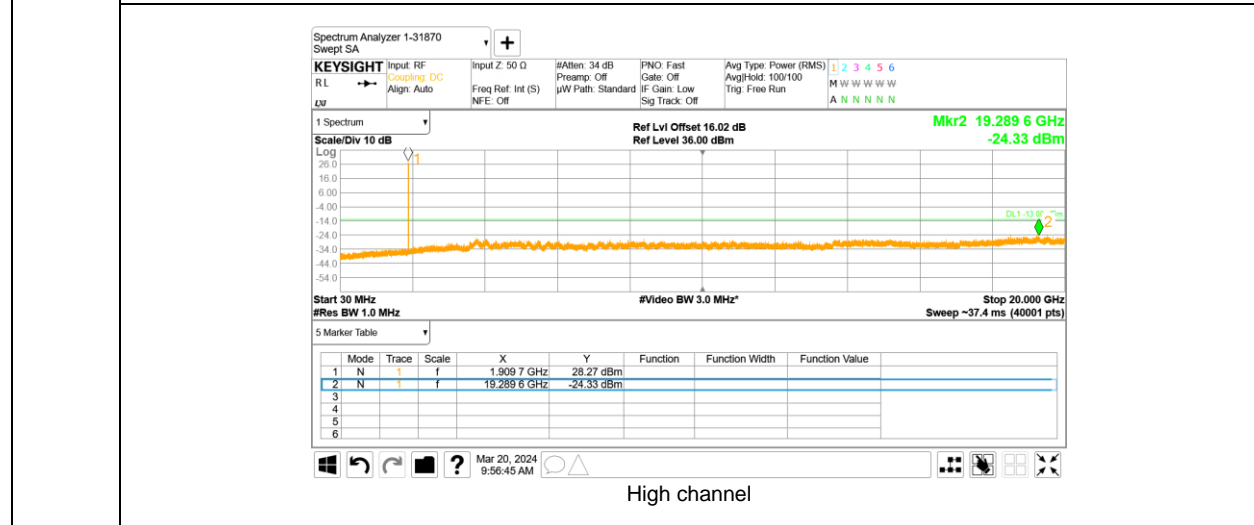 Spectrum Analyzer 1-31870
Swept SA
+
KEYSIGHT Input: RF Input Z: 50 Ω #Atten: 34 dB PNO: Fast Avg Type: Power (RMS) 1 2 3 4 5 6
RL Coupling: DC Preamp: Off Gate: Off Avg|Hold: 100/100 M W W W W W W
Align: Auto Freq Ref: Int (S) µW Path: Standard IF Gain: Low Trig: Free Run
NFE: Off Sig Track: Off A N N N N N
1 Spectrum Ref Lvl Offset 16.02 dB Mkr2 19.289 6 GHz
Scale/Div 10 dB Ref Level 36.00 dBm -24.33 dBm
Log
1
26.0
16.0
6.00
-4.00
DL1 -13.00
-14.0
2
-24.0
-34.0
-44.0
-54.0
Start 30 MHz #Video BW 3.0 MHz* Stop 20.000 GHz
#Res BW 1.0 MHz Sweep ~37.4 ms (40001 pts)
5 Marker Table
Mode Trace Scale X Y Function Function Width Function Value
1 N 1 f 1.909 7 GHz 28.27 dBm
2 N 1 f 19.289 6 GHz -24.33 dBm
3
4
5
6
? Mar 20, 2024
9:56:45 AM
High channel